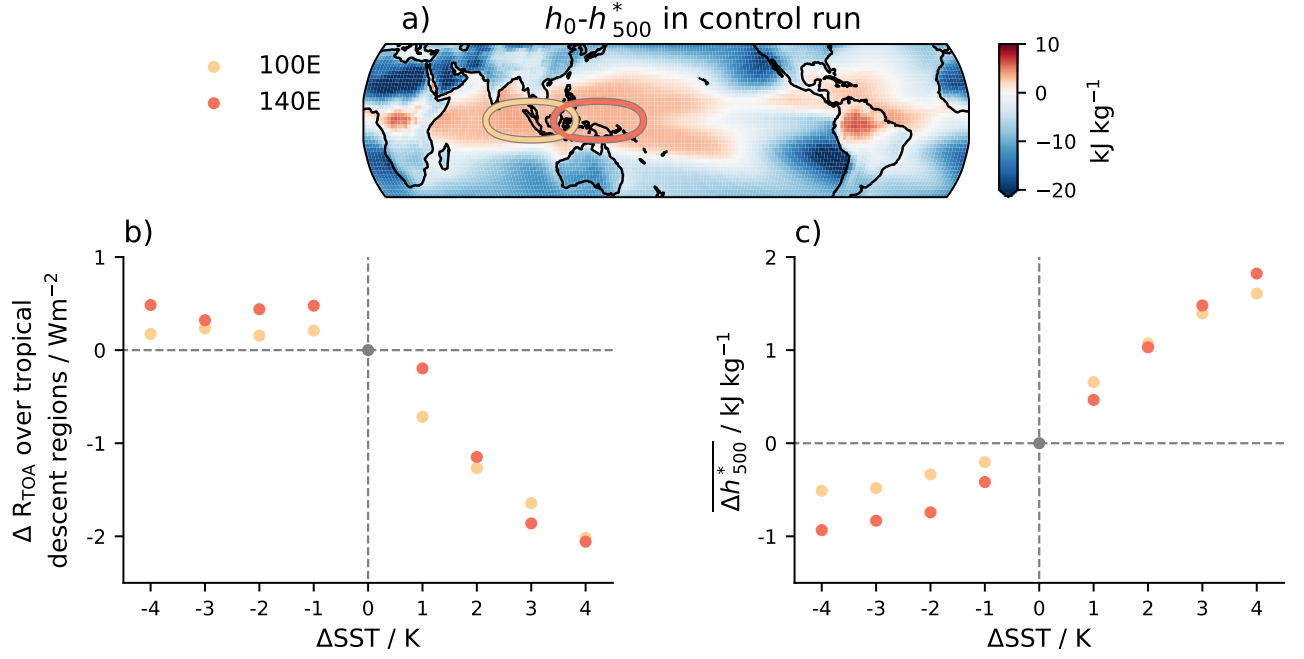 a) h₀-h*₅₀₀ in control run
100E
140E
10
0
−10
−20
kJ kg⁻¹
b)
1
0
-1
-2
Δ R_TOA over tropical
descent regions / Wm⁻²
-4 -3 -2 -1 0 1 2 3 4
ΔSST / K
c)
2
1
0
-1
Δh*₅₀₀ / kJ kg⁻¹
-4 -3 -2 -1 0 1 2 3 4
ΔSST / K